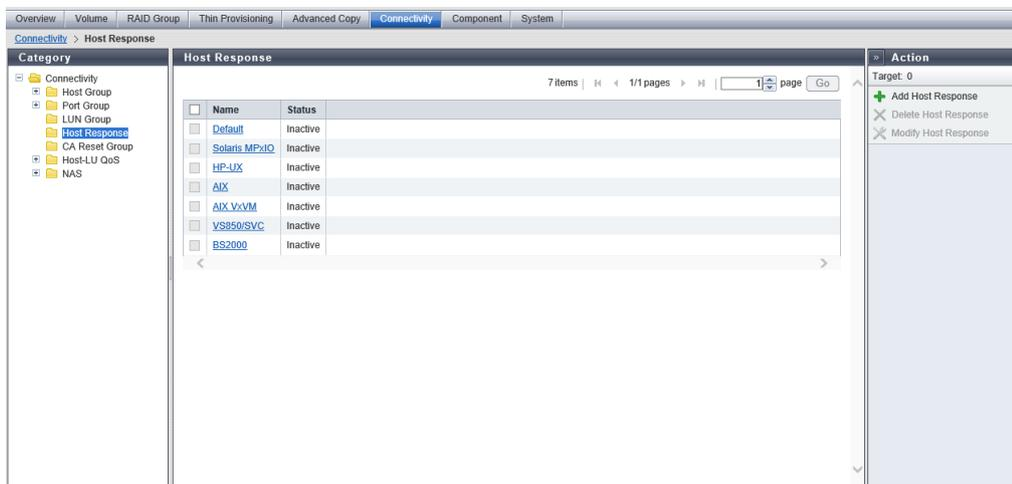 Overview Volume RAID Group Thin Provisioning Advanced Copy Connectivity Component System
Connectivity > Host Response
Category
Connectivity
Host Group
Port Group
LUN Group
Host Response
CA Reset Group
Host-LU QoS
NAS
Host Response
7 items | 1/1 pages | 1 page Go
Name Status
Default Inactive
Solaris MPxIO Inactive
HP-UX Inactive
AIX Inactive
AIX VxVM Inactive
VS850/SVC Inactive
BS2000 Inactive
» Action
Target: 0
Add Host Response
Delete Host Response
Modify Host Response